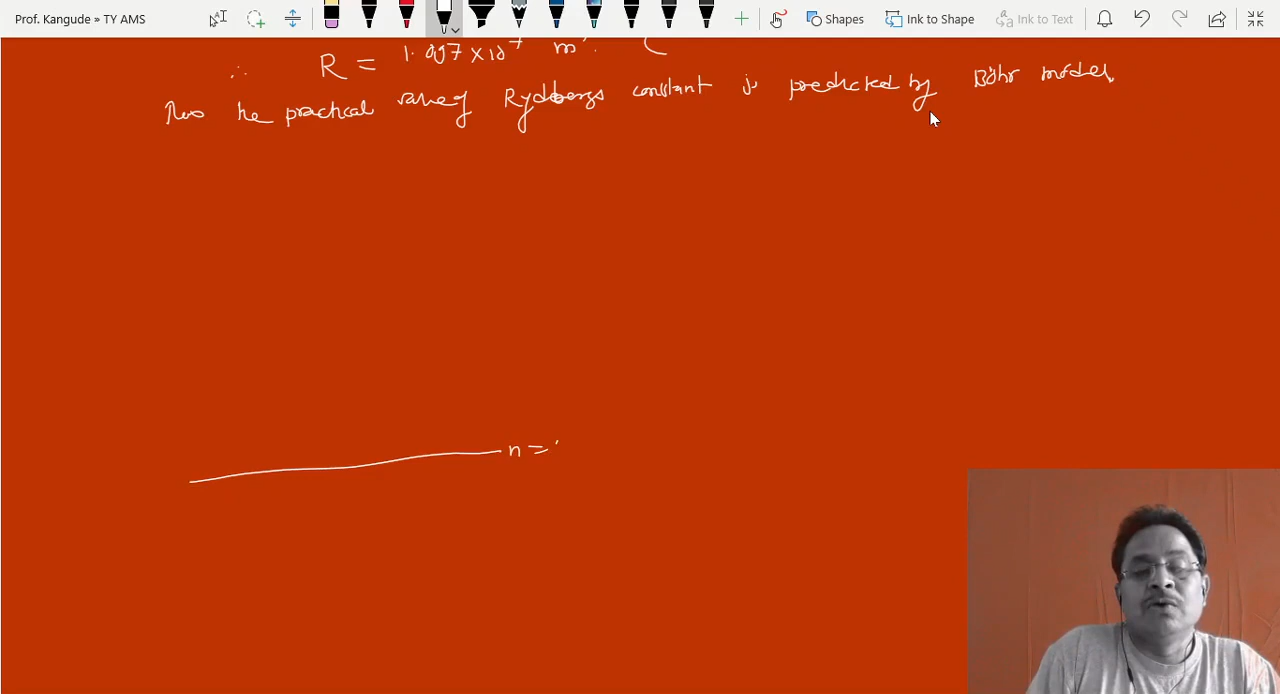 Prof. Kangude » TY AMS
Shapes
Ink to Shape
Ink to Text
∴ R = 1.097 × 10⁷ m⁻¹.
Thus the practical value of Rydbergs constant is predicted by Bohr model,
n =